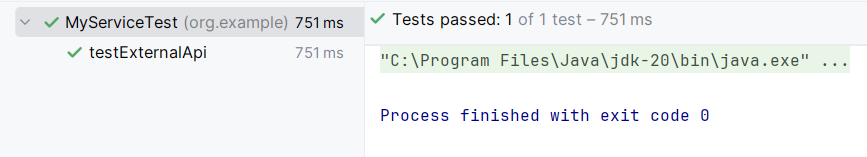 MyServiceTest (org.example) 751 ms
testExternalApi 751 ms
Tests passed: 1 of 1 test – 751 ms
"C:\Program Files\Java\jdk-20\bin\java.exe" ...
Process finished with exit code 0